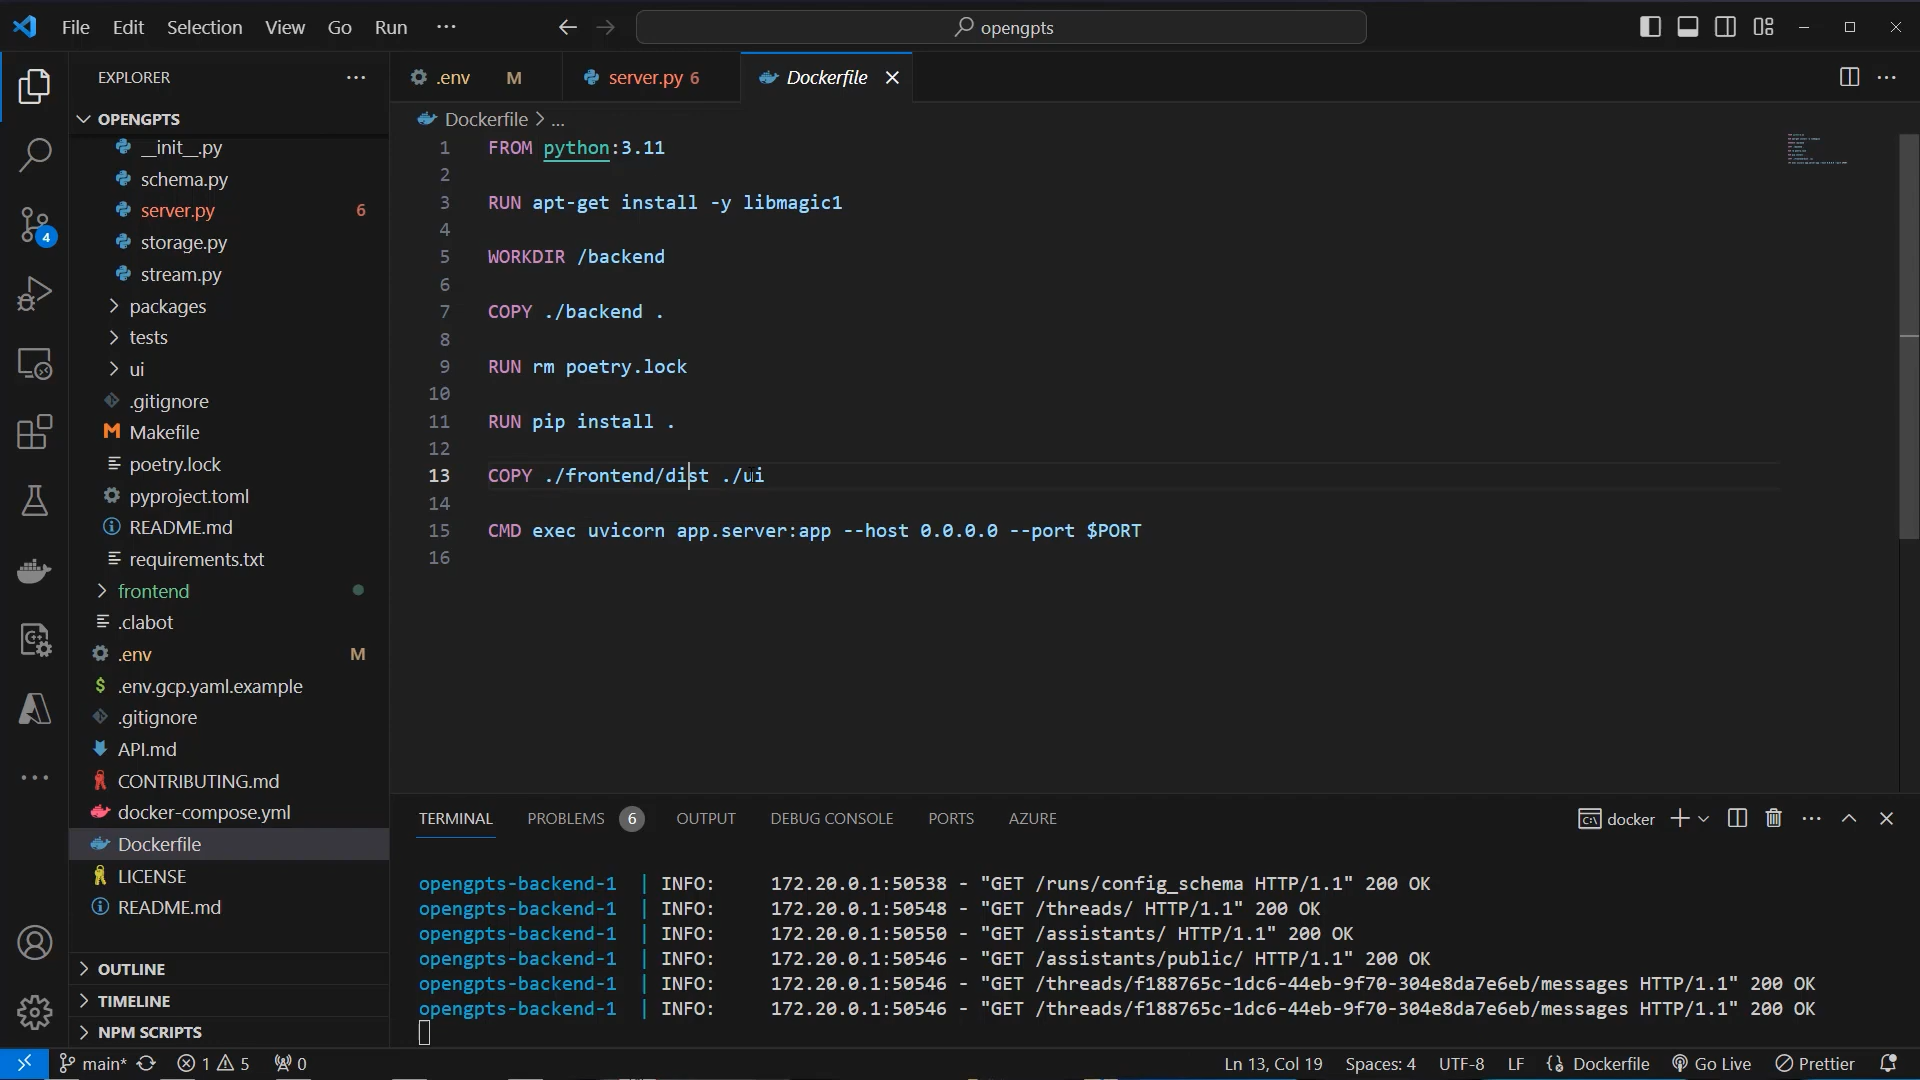 File Edit Selection View Go Run ···
opengpts
EXPLORER
.env M
server.py 6
Dockerfile
OPENGPTS
Dockerfile > ...
__init__.py
schema.py
server.py 6
storage.py
stream.py
packages
tests
ui
.gitignore
Makefile
poetry.lock
pyproject.toml
README.md
requirements.txt
frontend
.clabot
.env M
.env.gcp.yaml.example
.gitignore
API.md
CONTRIBUTING.md
docker-compose.yml
Dockerfile
LICENSE
README.md
OUTLINE
TIMELINE
NPM SCRIPTS
4
1 FROM python:3.11
2
3 RUN apt-get install -y libmagic1
4
5 WORKDIR /backend
6
7 COPY ./backend .
8
9 RUN rm poetry.lock
10
11 RUN pip install .
12
13 COPY ./frontend/dist ./ui
14
15 CMD exec uvicorn app.server:app --host 0.0.0.0 --port $PORT
16
TERMINAL PROBLEMS 6 OUTPUT DEBUG CONSOLE PORTS AZURE
docker
opengpts-backend-1 | INFO: 172.20.0.1:50538 - "GET /runs/config_schema HTTP/1.1" 200 OK
opengpts-backend-1 | INFO: 172.20.0.1:50548 - "GET /threads/ HTTP/1.1" 200 OK
opengpts-backend-1 | INFO: 172.20.0.1:50550 - "GET /assistants/ HTTP/1.1" 200 OK
opengpts-backend-1 | INFO: 172.20.0.1:50546 - "GET /assistants/public/ HTTP/1.1" 200 OK
opengpts-backend-1 | INFO: 172.20.0.1:50546 - "GET /threads/f188765c-1dc6-44eb-9f70-304e8da7e6eb/messages HTTP/1.1" 200 OK
opengpts-backend-1 | INFO: 172.20.0.1:50546 - "GET /threads/f188765c-1dc6-44eb-9f70-304e8da7e6eb/messages HTTP/1.1" 200 OK
main* 1 5 0 Ln 13, Col 19 Spaces: 4 UTF-8 LF Dockerfile Go Live Prettier